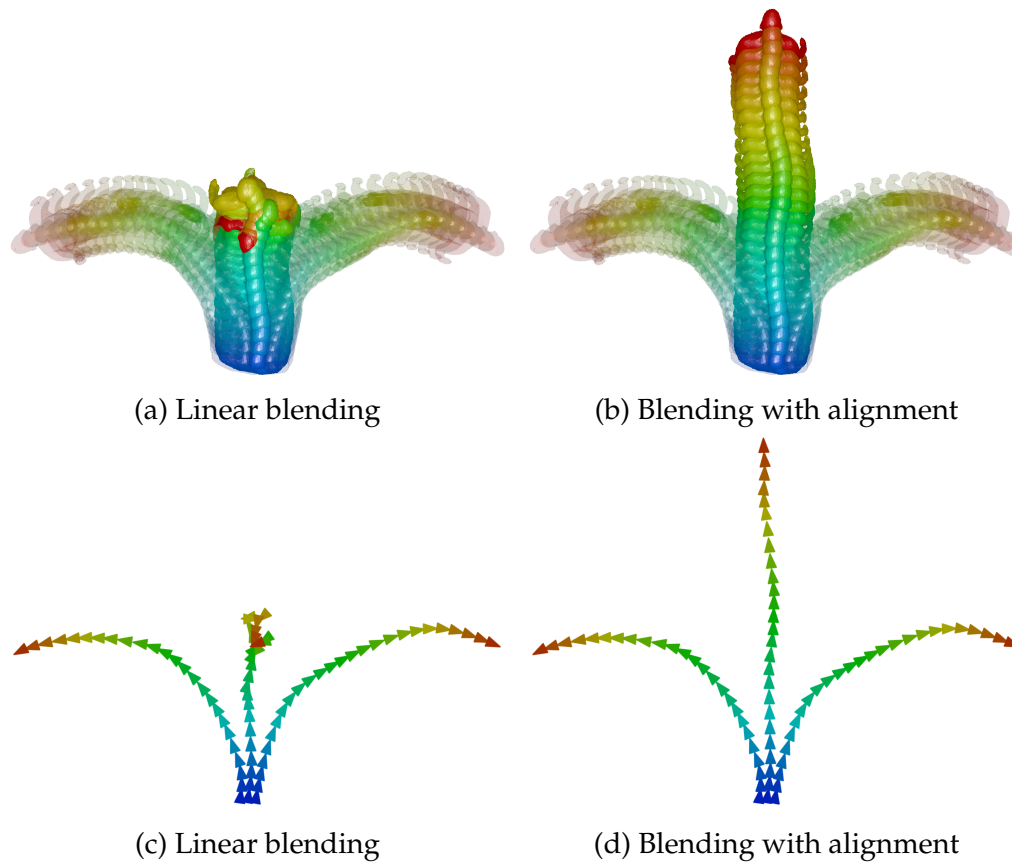 (a) Linear blending
(b) Blending with alignment
(c) Linear blending
(d) Blending with alignment